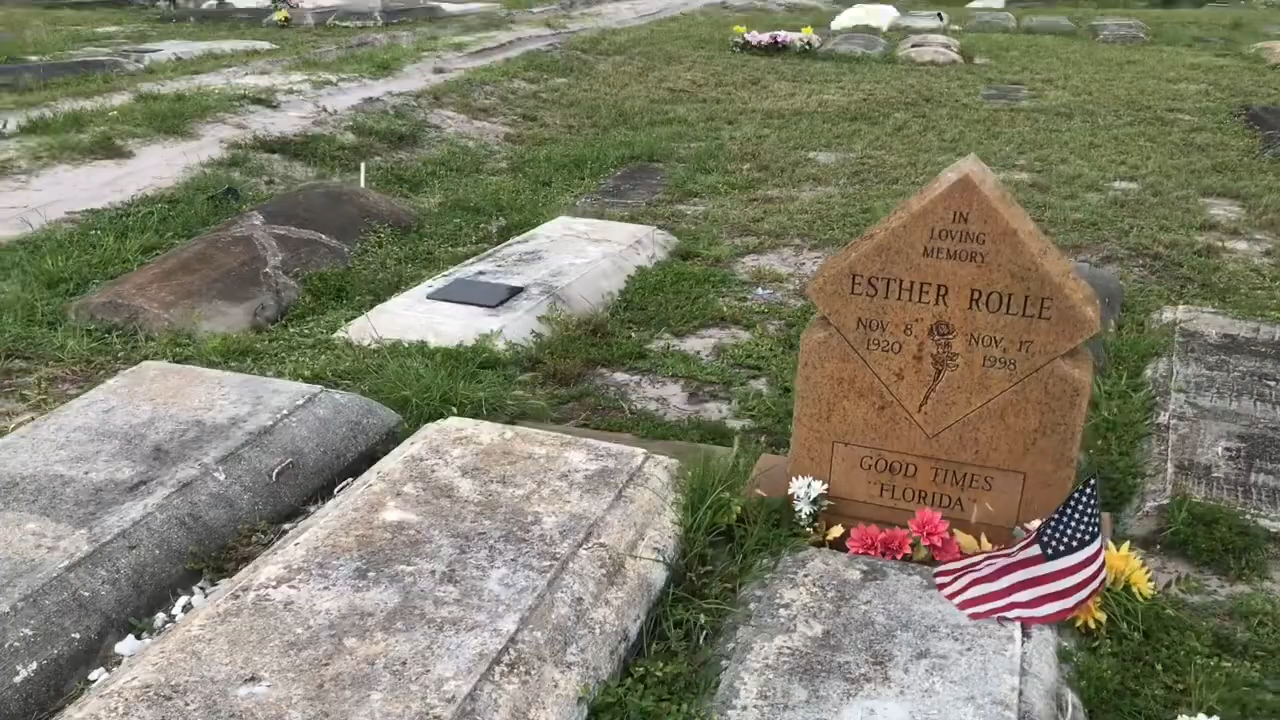 IN
LOVING
MEMORY
ESTHER ROLLE
NOV. 8 NOV. 17
1920 1998
GOOD TIMES
"FLORIDA"